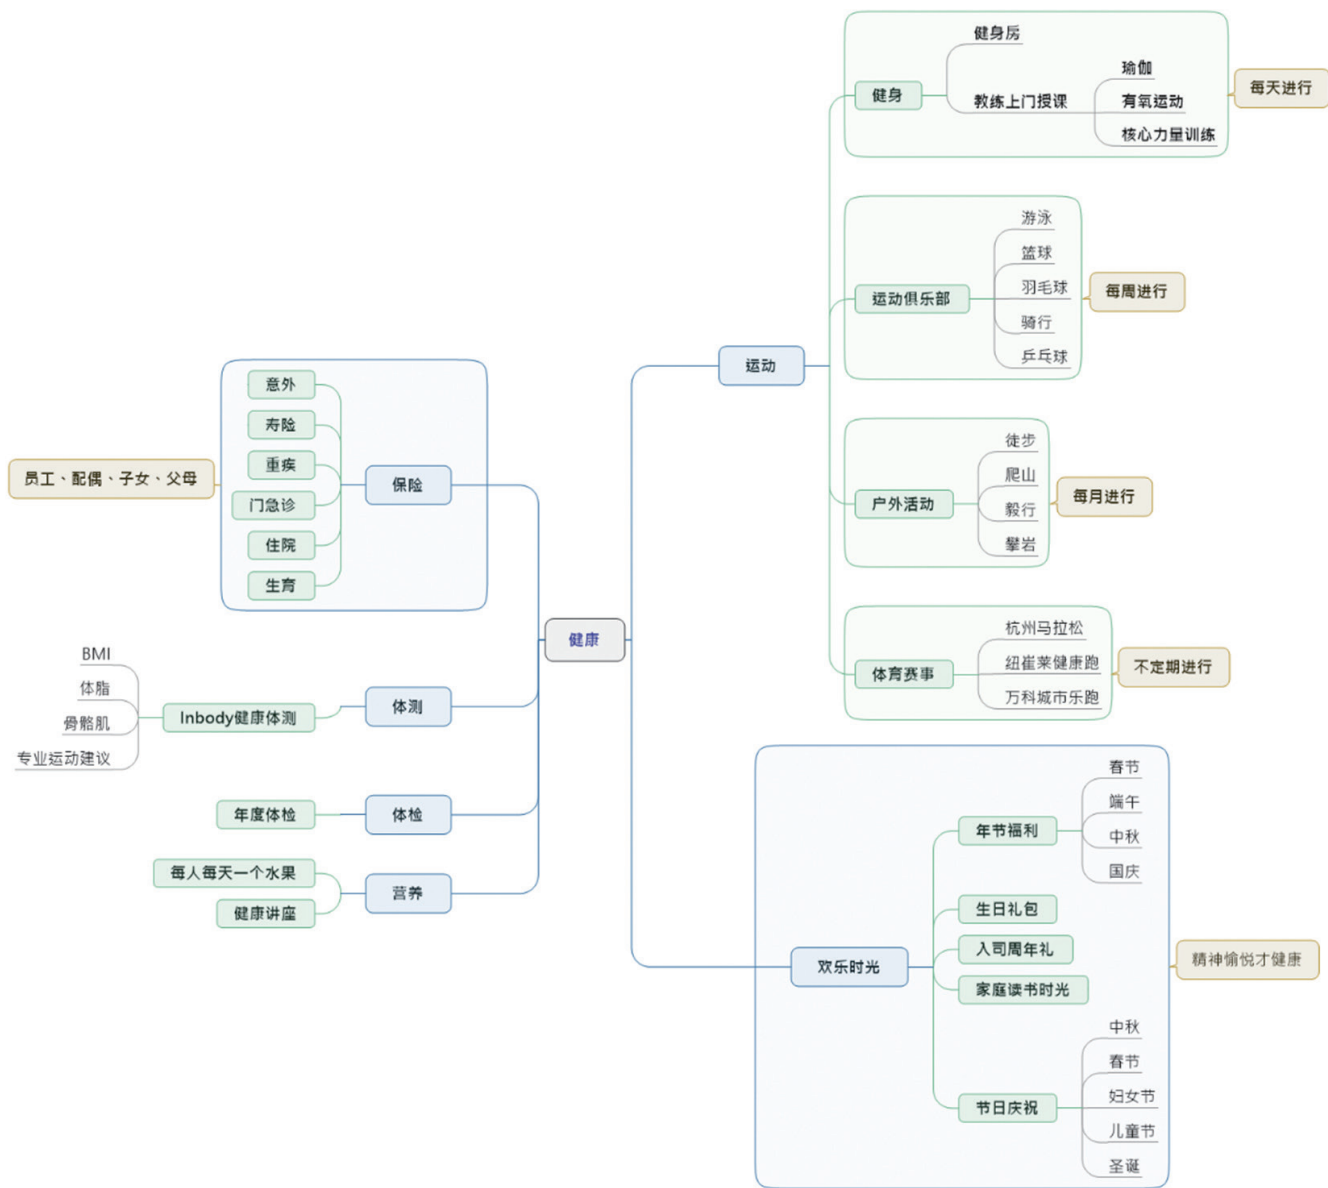 健康
运动
健身
健身房
教练上门授课
瑜伽
有氧运动
核心力量训练
每天进行
运动俱乐部
游泳
篮球
羽毛球
骑行
乒乓球
每周进行
户外活动
徒步
爬山
毅行
攀岩
每月进行
体育赛事
杭州马拉松
纽崔莱健康跑
万科城市乐跑
不定期进行
欢乐时光
年节福利
春节
端午
中秋
国庆
生日礼包
入司周年礼
家庭读书时光
节日庆祝
中秋
春节
妇女节
儿童节
圣诞
精神愉悦才健康
保险
意外
寿险
重疾
门急诊
住院
生育
员工、配偶、子女、父母
体测
Inbody健康体测
BMI
体脂
骨骼肌
专业运动建议
体检
年度体检
营养
每人每天一个水果
健康讲座